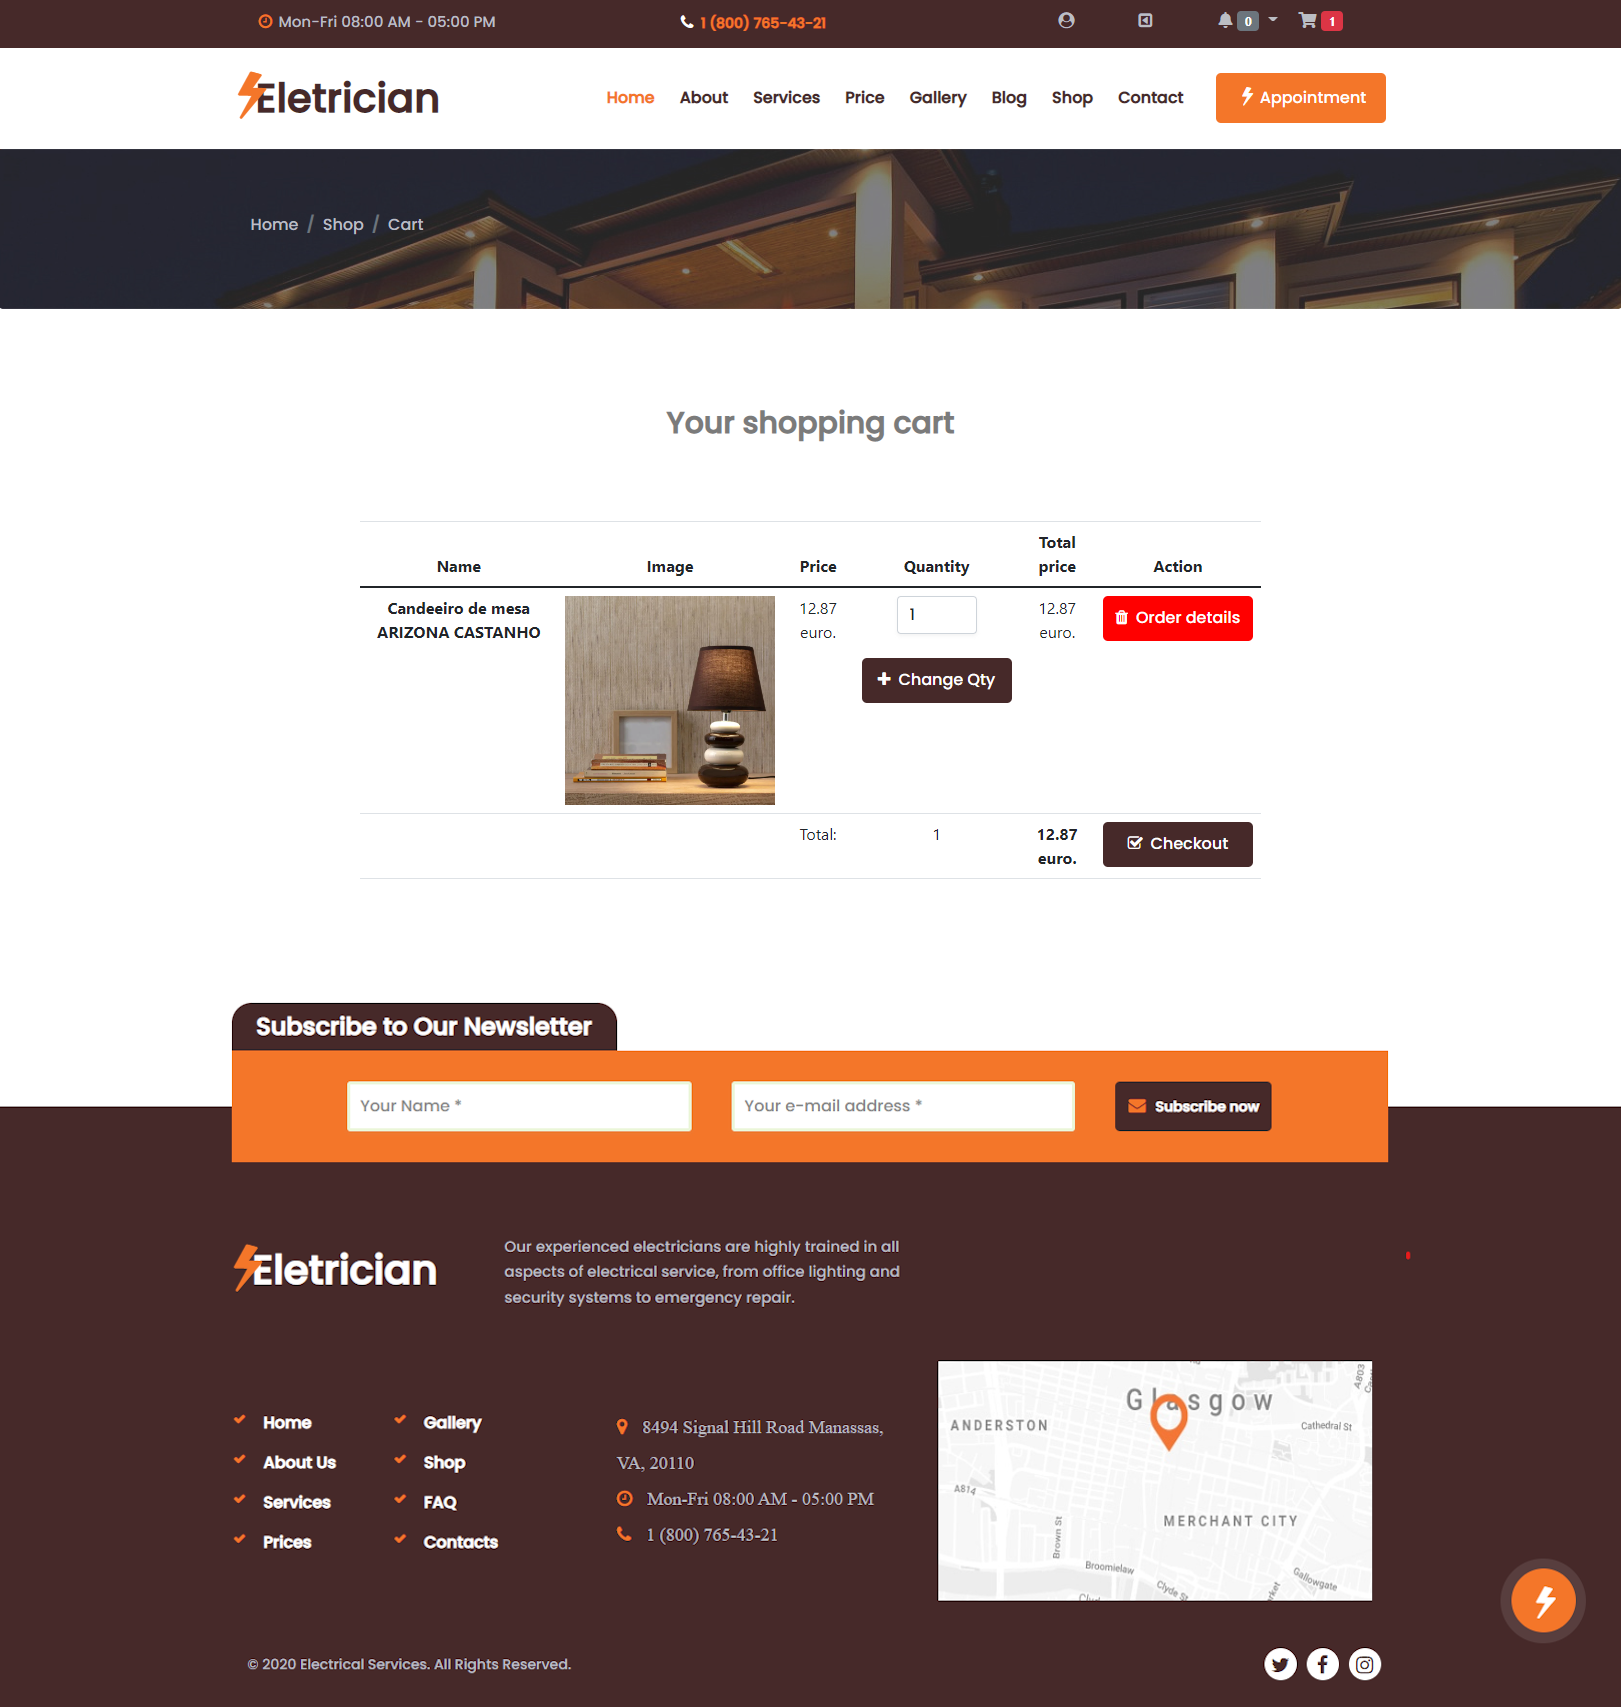 Mon-Fri 08:00 AM - 05:00 PM
1 (800) 765-43-21
0
1
Eletrician
Home
About
Services
Price
Gallery
Blog
Shop
Contact
Appointment
Home / Shop / Cart
Your shopping cart
Name
Image
Price
Quantity
Total
price
Action
Candeeiro de mesa
ARIZONA CASTANHO
12.87
euro.
1
Change Qty
12.87
euro.
Order details
Total:
1
12.87
euro.
Checkout
Subscribe to Our Newsletter
Your Name *
Your e-mail address *
Subscribe now
Eletrician
Our experienced electricians are highly trained in all
aspects of electrical service, from office lighting and
security systems to emergency repair.
Home
About Us
Services
Prices
Gallery
Shop
FAQ
Contacts
8494 Signal Hill Road Manassas,
VA, 20110
Mon-Fri 08:00 AM - 05:00 PM
1 (800) 765-43-21
Glasgow
A803
ANDERSTON
Cathedral St
A814
MERCHANT CITY
Brown St
Broomielaw
Clyde St
Gallowgate
© 2020 Electrical Services. All Rights Reserved.